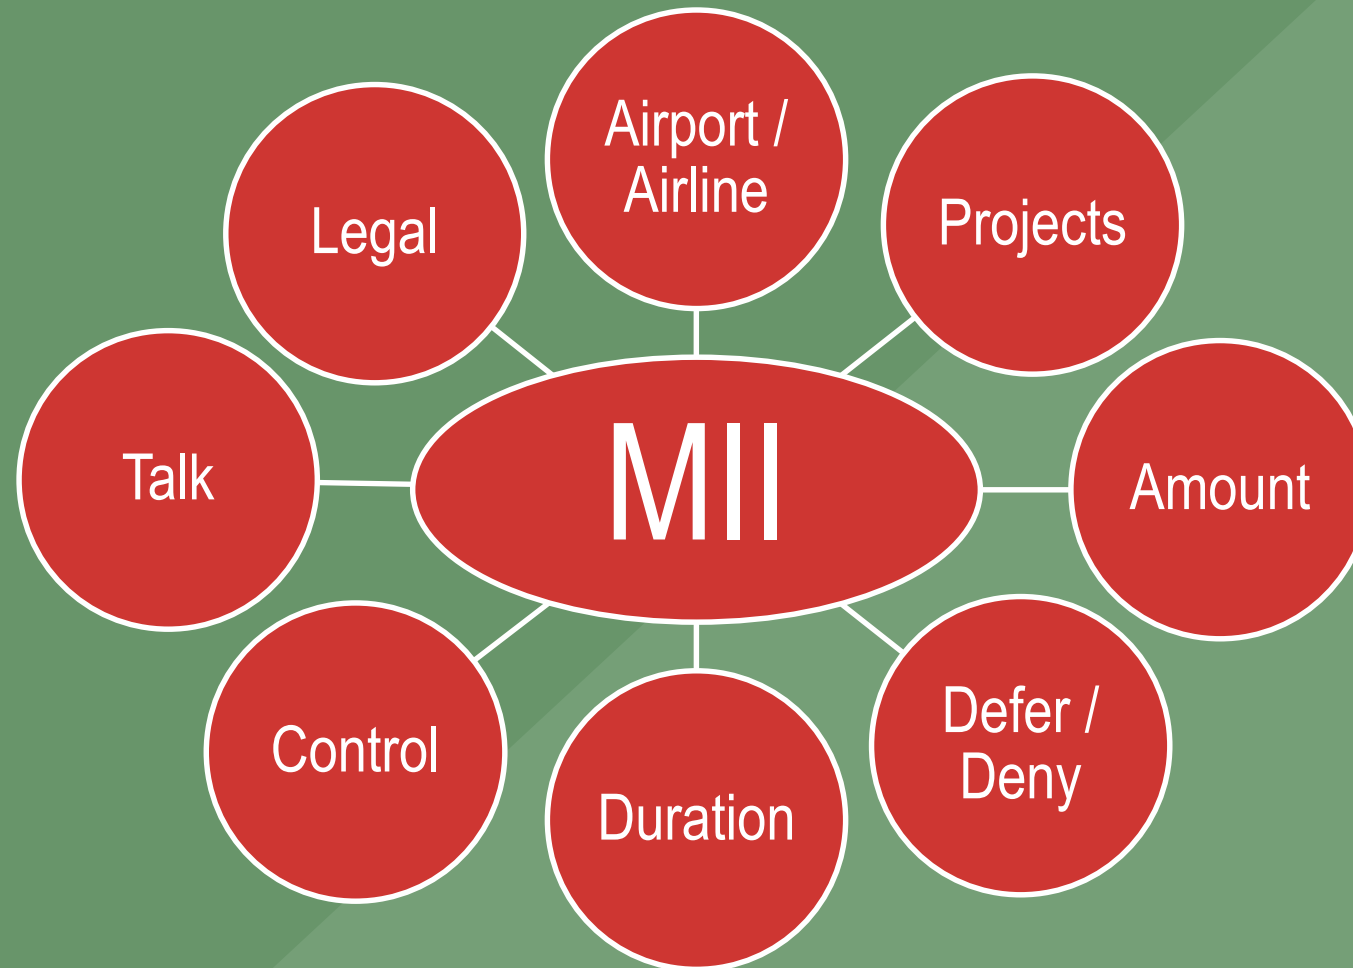 Airport /
Airline
Projects
Amount
Defer /
Deny
Duration
Control
Talk
Legal
MII